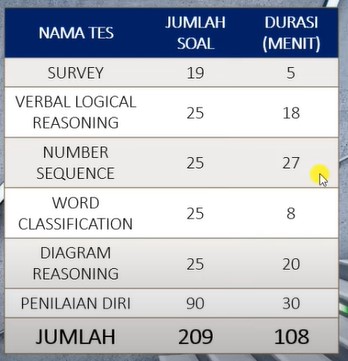 NAMA TES JUMLAH SOAL DURASI (MENIT)
SURVEY 19 5
VERBAL LOGICAL REASONING 25 18
NUMBER SEQUENCE 25 27
WORD CLASSIFICATION 25 8
DIAGRAM REASONING 25 20
PENILAIAN DIRI 90 30
JUMLAH 209 108